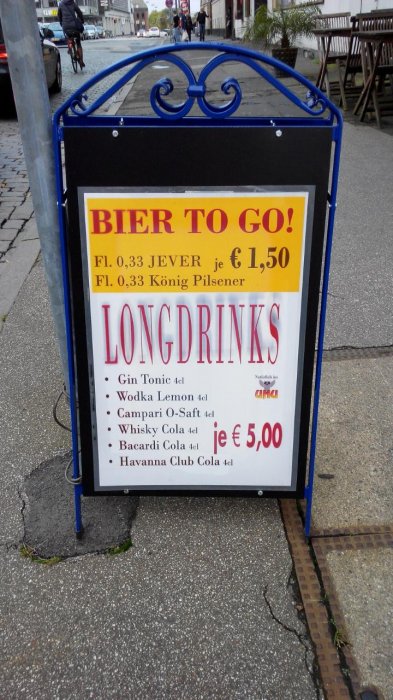 BIER TO GO!
Fl. 0,33 JEVER je € 1,50
Fl. 0,33 König Pilsener
LONGDRINKS
• Gin Tonic 4cl
• Wodka Lemon 4cl
• Campari O-Saft 4cl
• Whisky Cola 4cl
• Bacardi Cola 4cl
• Havanna Club Cola 4cl
Natürlich im
je € 5,00